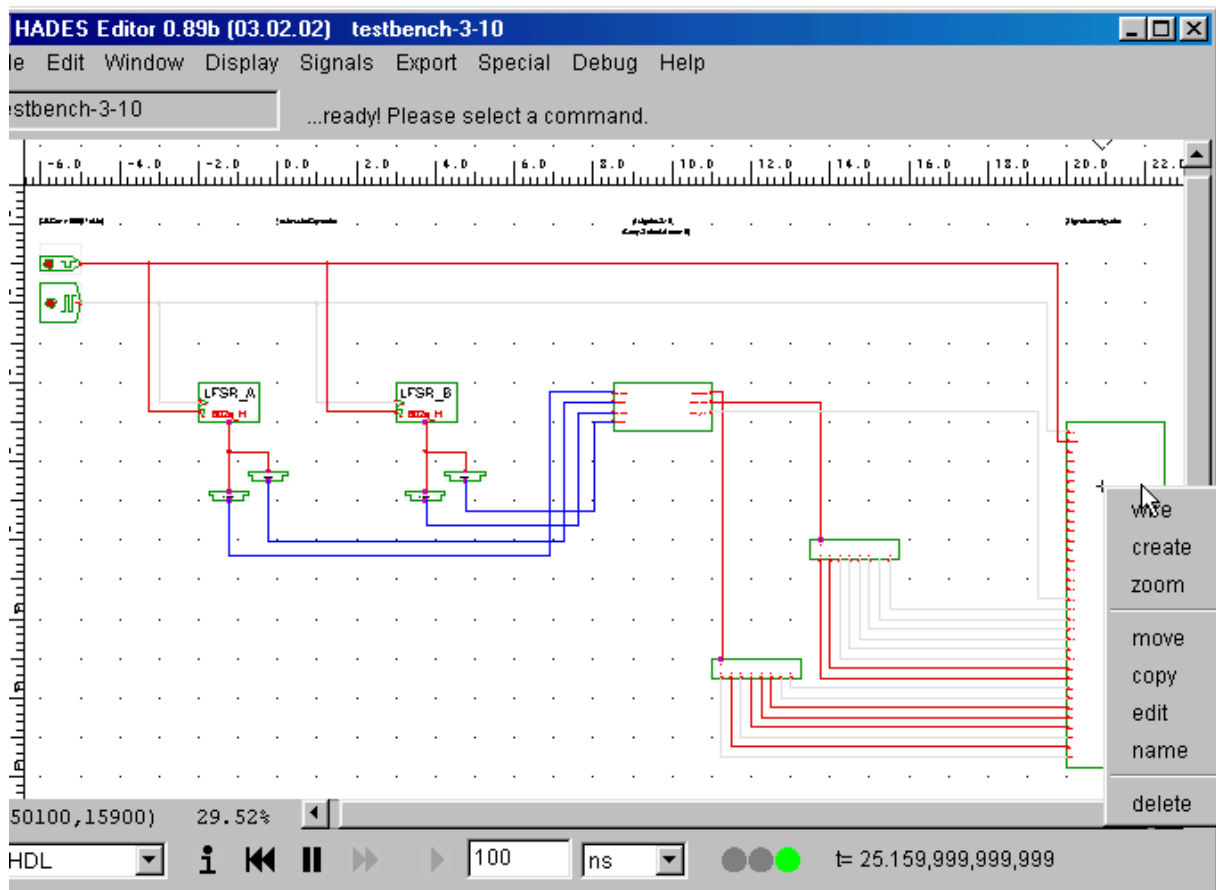 HADES Editor 0.89b (03.02.02) testbench-3-10
le Edit Window Display Signals Export Special Debug Help
estbench-3-10
...ready! Please select a command.
-6.0 -4.0 -2.0 0.0 2.0 4.0 6.0 8.0 10.0 12.0 14.0 16.0 18.0 20.0 22.0
LFSR_A
LFSR_B
wire
create
zoom
move
copy
edit
name
delete
50100,15900) 29.52%
HDL
100
ns
t= 25.159,999,999,999